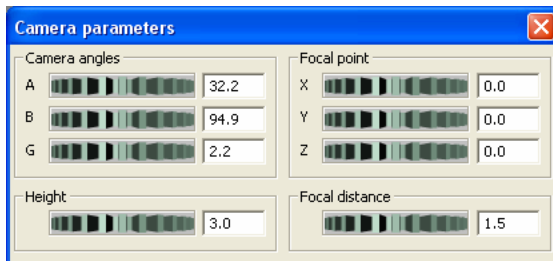 Camera parameters
Camera angles
A 32.2
B 94.9
G 2.2
Focal point
X 0.0
Y 0.0
Z 0.0
Height
3.0
Focal distance
1.5